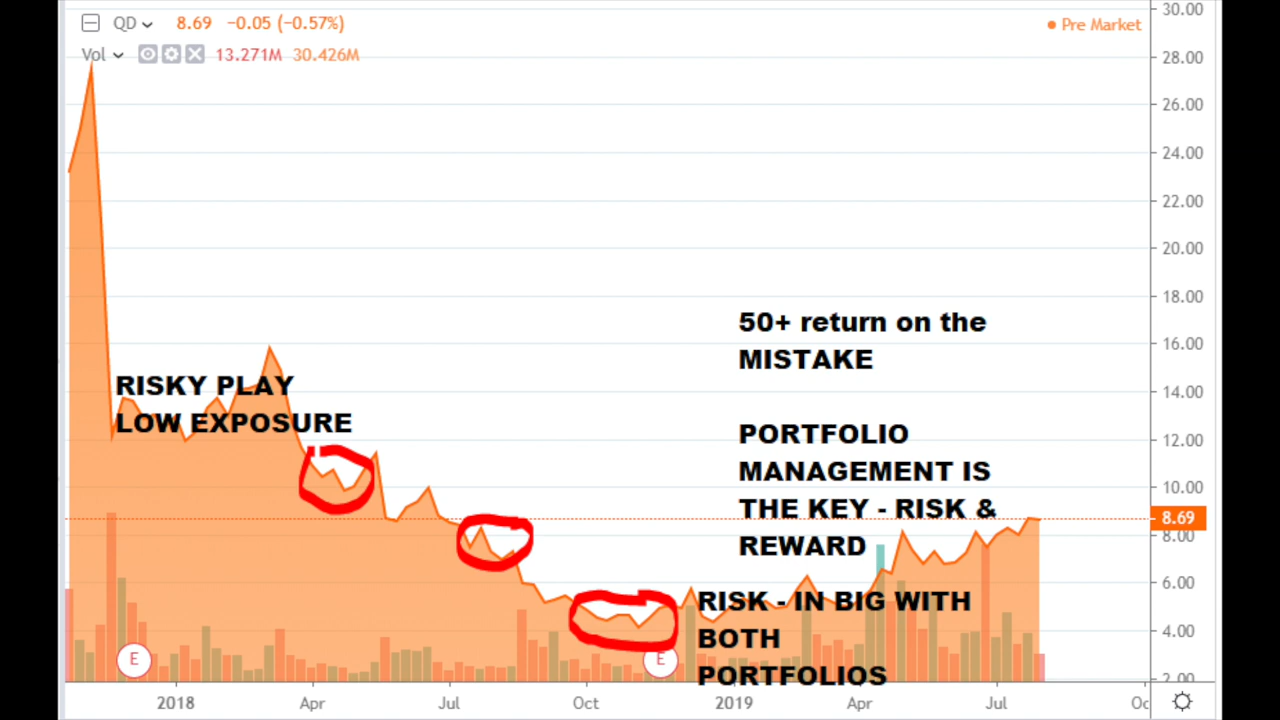 QD 8.69 −0.05 (−0.57%)
Pre Market
Vol 13.271M 30.426M
30.00
28.00
26.00
24.00
22.00
20.00
18.00
16.00
14.00
12.00
10.00
8.69
8.00
6.00
4.00
2.00
50+ return on the
MISTAKE
RISKY PLAY
LOW EXPOSURE
PORTFOLIO
MANAGEMENT IS
THE KEY - RISK &
REWARD
RISK - IN BIG WITH
BOTH
PORTFOLIOS
E
E
2018 Apr Jul Oct 2019 Apr Jul Oc